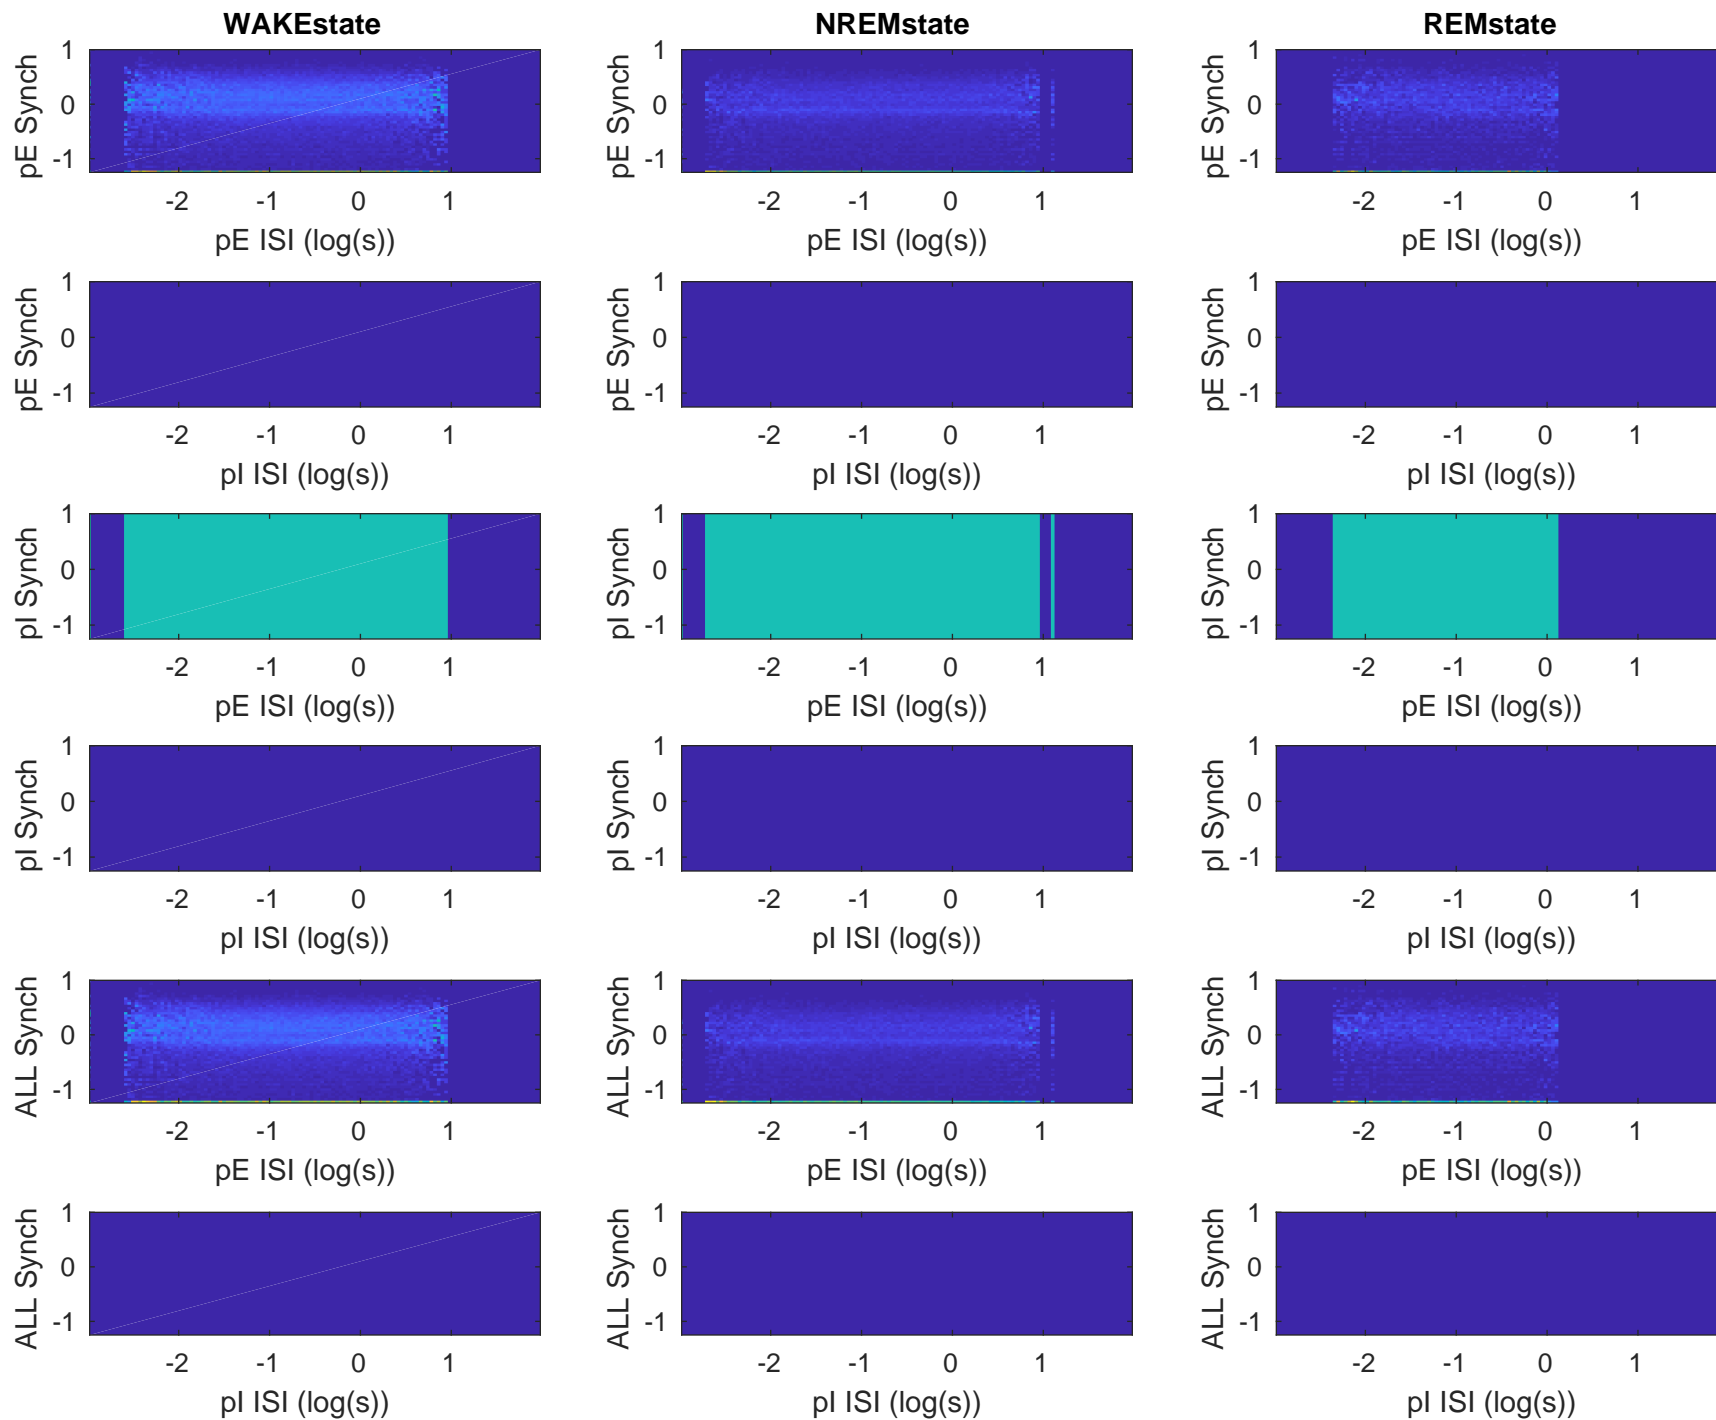 WAKEstate NREMstate REMstate
1 1 1
pE Synch 0 pE Synch 0 pE Synch 0
-1 -1 -1
-2 -1 0 1 -2 -1 0 1 -2 -1 0 1
pE ISI (log(s)) pE ISI (log(s)) pE ISI (log(s))
1 1 1
pE Synch 0 pE Synch 0 pE Synch 0
-1 -1 -1
-2 -1 0 1 -2 -1 0 1 -2 -1 0 1
pI ISI (log(s)) pI ISI (log(s)) pI ISI (log(s))
1 1 1
pI Synch 0 pI Synch 0 pI Synch 0
-1 -1 -1
-2 -1 0 1 -2 -1 0 1 -2 -1 0 1
pE ISI (log(s)) pE ISI (log(s)) pE ISI (log(s))
1 1 1
pI Synch 0 pI Synch 0 pI Synch 0
-1 -1 -1
-2 -1 0 1 -2 -1 0 1 -2 -1 0 1
pI ISI (log(s)) pI ISI (log(s)) pI ISI (log(s))
1 1 1
ALL Synch 0 ALL Synch 0 ALL Synch 0
-1 -1 -1
-2 -1 0 1 -2 -1 0 1 -2 -1 0 1
pE ISI (log(s)) pE ISI (log(s)) pE ISI (log(s))
1 1 1
ALL Synch 0 ALL Synch 0 ALL Synch 0
-1 -1 -1
-2 -1 0 1 -2 -1 0 1 -2 -1 0 1
pI ISI (log(s)) pI ISI (log(s)) pI ISI (log(s))